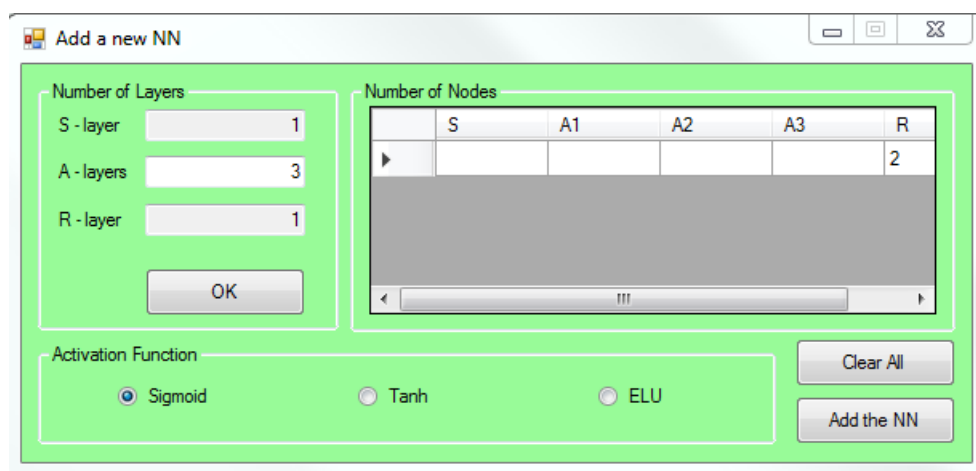 Add a new NN
Number of Layers
S - layer 1
A - layers 3
R - layer 1
OK
Number of Nodes
S A1 A2 A3 R
2
Activation Function
Sigmoid Tanh ELU
Clear All
Add the NN